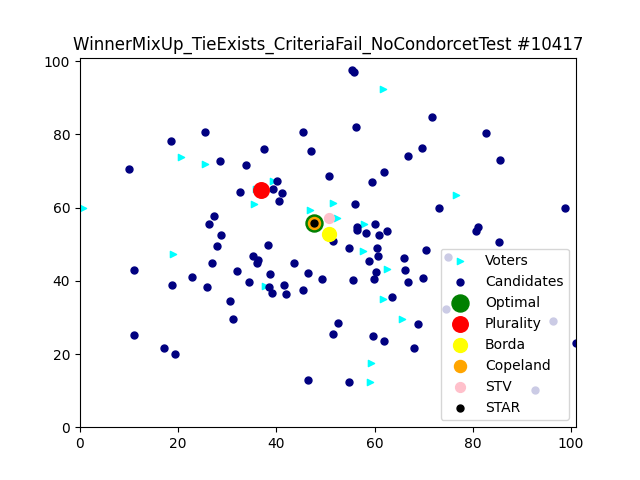 WinnerMixUp_TieExists_CriteriaFail_NoCondorcetTest #10417
100
80
60
40
20
0
0 20 40 60 80 100
Voters
Candidates
Optimal
Plurality
Borda
Copeland
STV
STAR